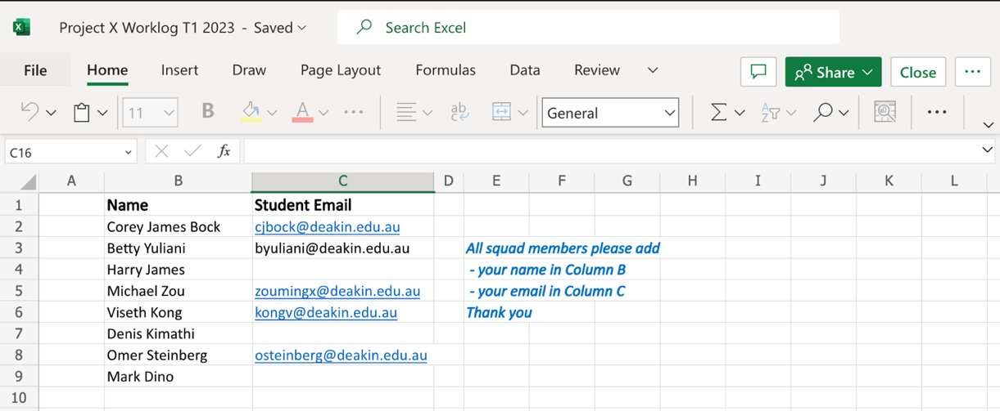 Project X Worklog T1 2023 - Saved
Search Excel
File Home Insert Draw Page Layout Formulas Data Review Share Close ...
11 B A ... ab c General Σ A Z ...
C16 fx
A B C D E F G H I J K L
1 Name Student Email
2 Corey James Bock cjbock@deakin.edu.au
3 Betty Yuliani byuliani@deakin.edu.au All squad members please add
4 Harry James - your name in Column B
5 Michael Zou zoumingx@deakin.edu.au - your email in Column C
6 Viseth Kong kongv@deakin.edu.au Thank you
7 Denis Kimathi
8 Omer Steinberg osteinberg@deakin.edu.au
9 Mark Dino
10